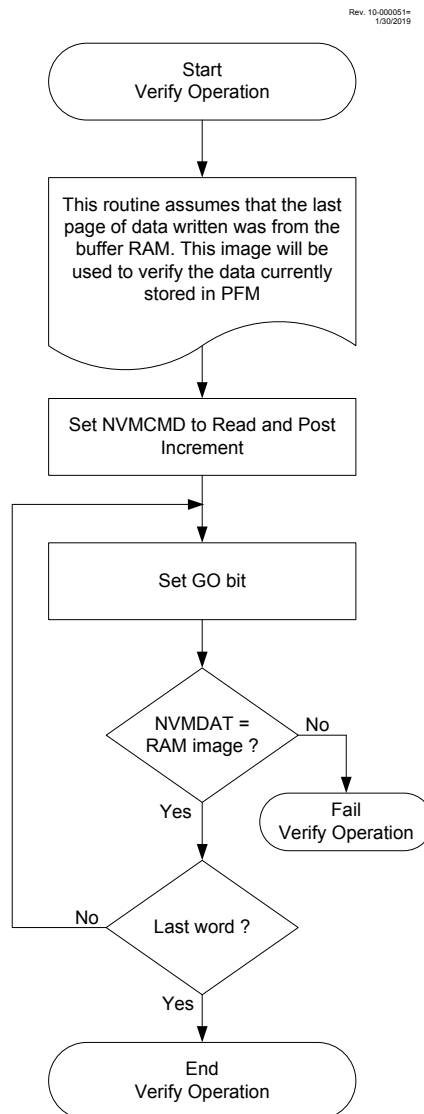 Rev. 10-000051=
1/30/2019
Start
Verify Operation
This routine assumes that the last
page of data written was from the
buffer RAM. This image will be
used to verify the data currently
stored in PFM
Set NVMCMD to Read and Post
Increment
Set GO bit
NVMDAT =
RAM image ?
No
Yes
Fail
Verify Operation
Last word ?
No
Yes
End
Verify Operation